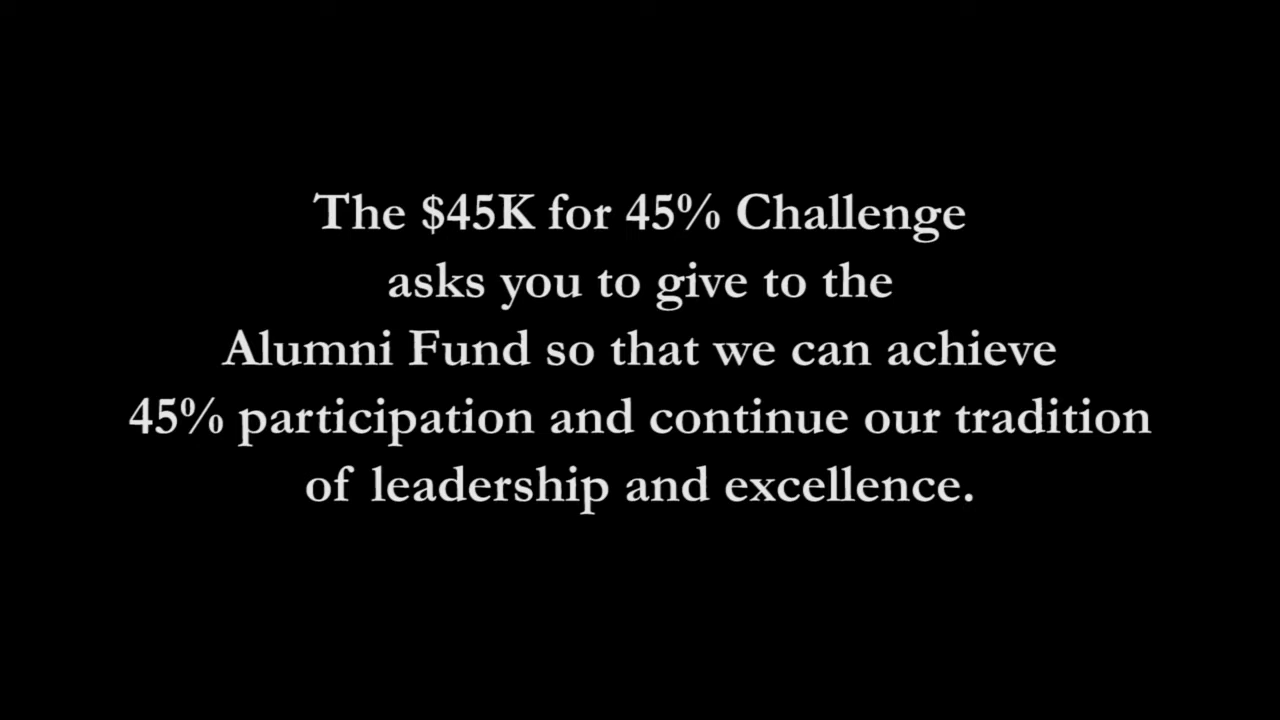 The $45K for 45% Challenge
asks you to give to the
Alumni Fund so that we can achieve
45% participation and continue our tradition
of leadership and excellence.